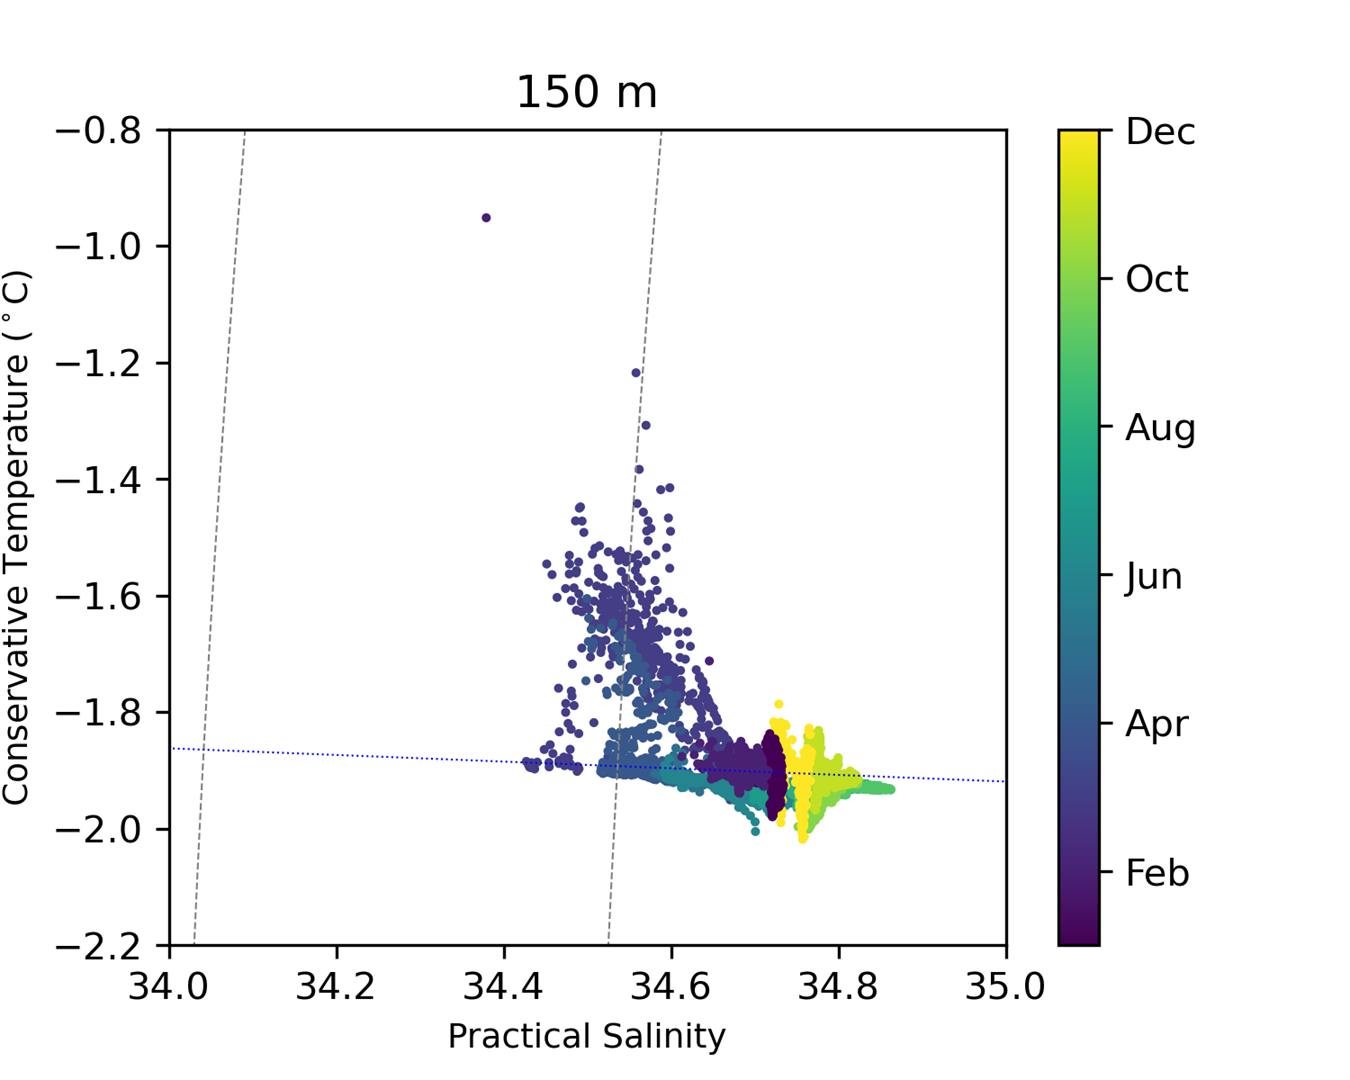 150 m
−0.8
−1.0
−1.2
−1.4
−1.6
−1.8
−2.0
−2.2
Conservative Temperature (°C)
34.0 34.2 34.4 34.6 34.8 35.0
Practical Salinity
Dec
Oct
Aug
Jun
Apr
Feb